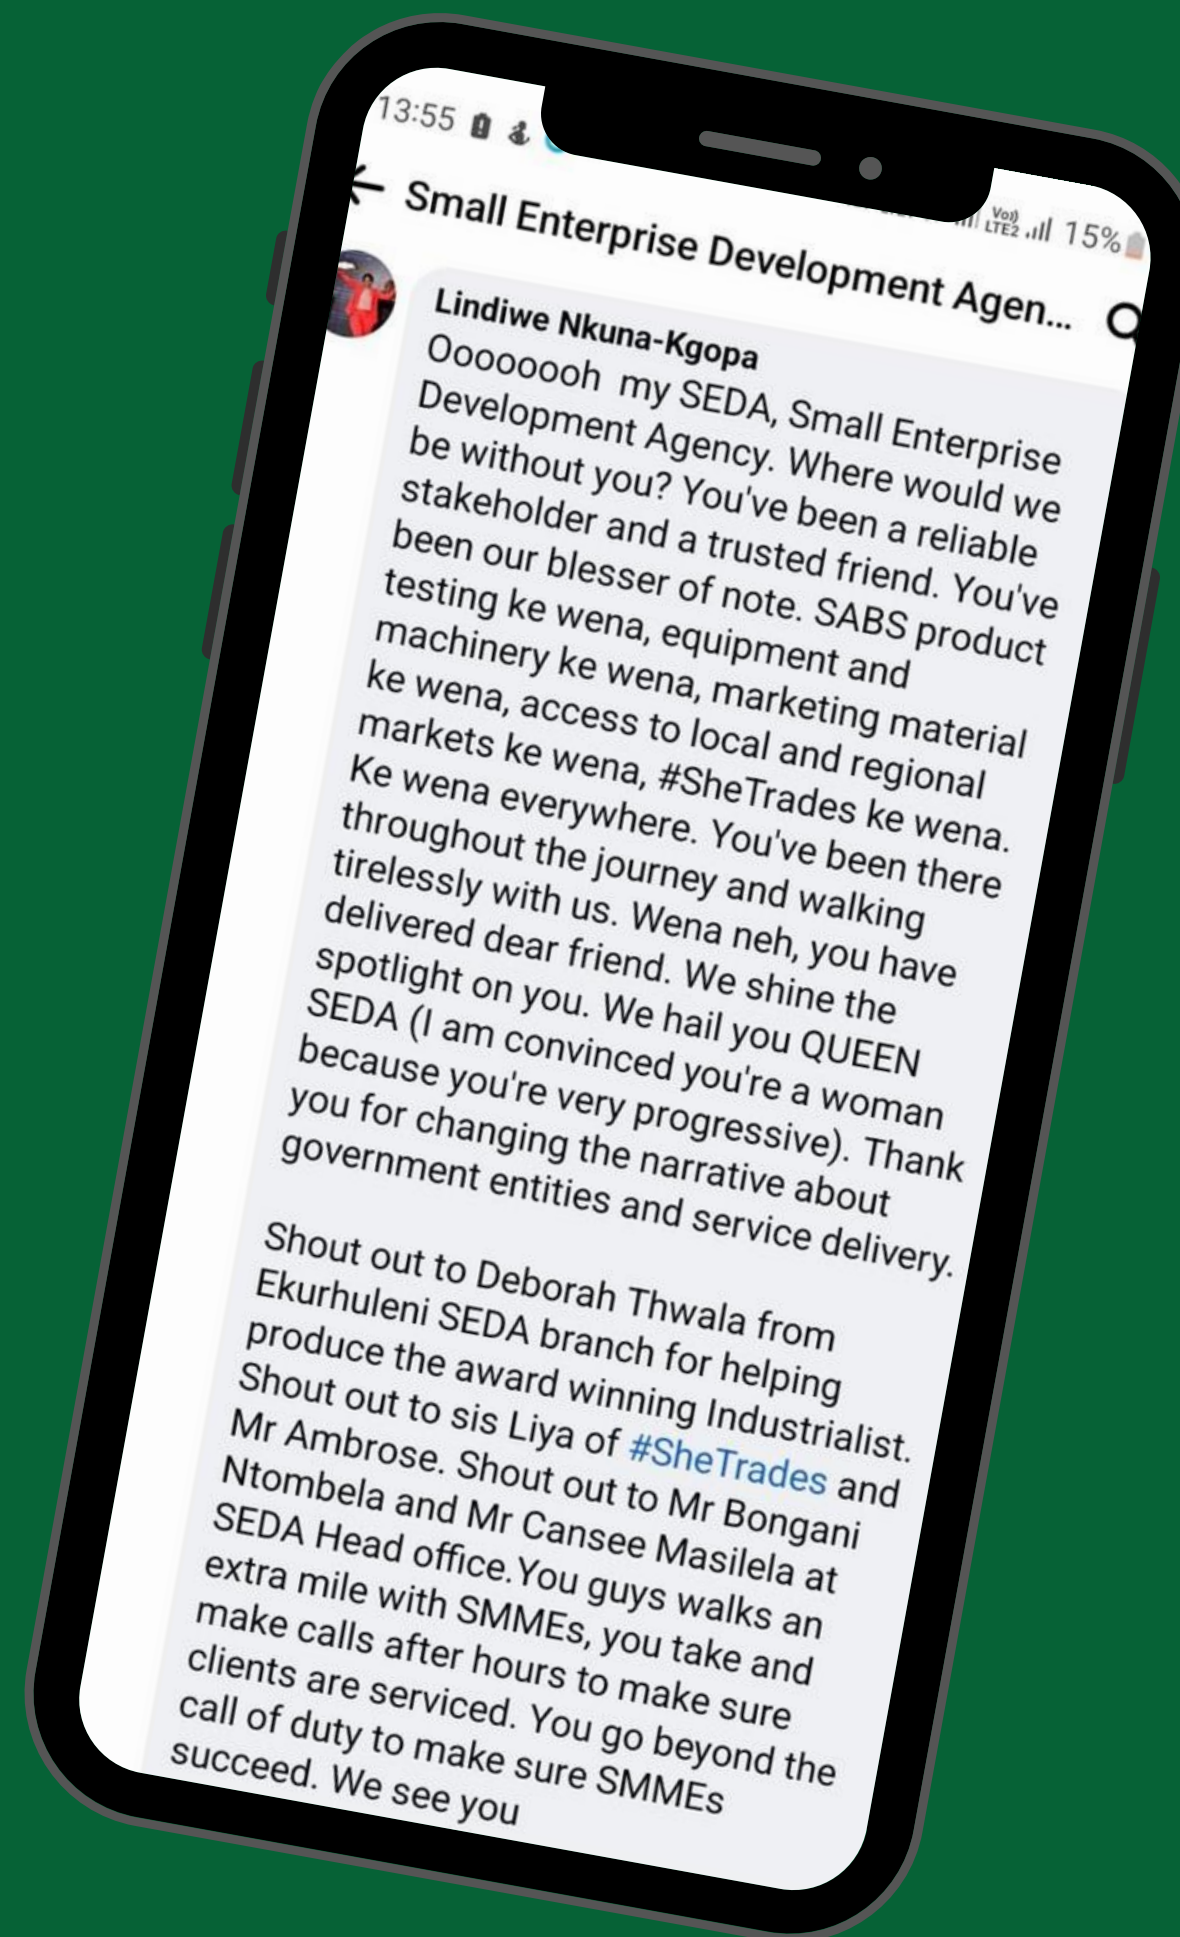 13:55
Vo))
LTE2
15%
Small Enterprise Development Agen...
Lindiwe Nkuna-Kgopa
Oooooooh my SEDA, Small Enterprise
Development Agency. Where would we
be without you? You've been a reliable
stakeholder and a trusted friend. You've
been our blesser of note. SABS product
testing ke wena, equipment and
machinery ke wena, marketing material
ke wena, access to local and regional
markets ke wena, #SheTrades ke wena.
Ke wena everywhere. You've been there
throughout the journey and walking
tirelessly with us. Wena neh, you have
delivered dear friend. We shine the
spotlight on you. We hail you QUEEN
SEDA (I am convinced you're a woman
because you're very progressive). Thank
you for changing the narrative about
government entities and service delivery.
Shout out to Deborah Thwala from
Ekurhuleni SEDA branch for helping
produce the award winning Industrialist.
Shout out to sis Liya of #SheTrades and
Mr Ambrose. Shout out to Mr Bongani
Ntombela and Mr Cansee Masilela at
SEDA Head office.You guys walks an
extra mile with SMMEs, you take and
make calls after hours to make sure
clients are serviced. You go beyond the
call of duty to make sure SMMEs
succeed. We see you